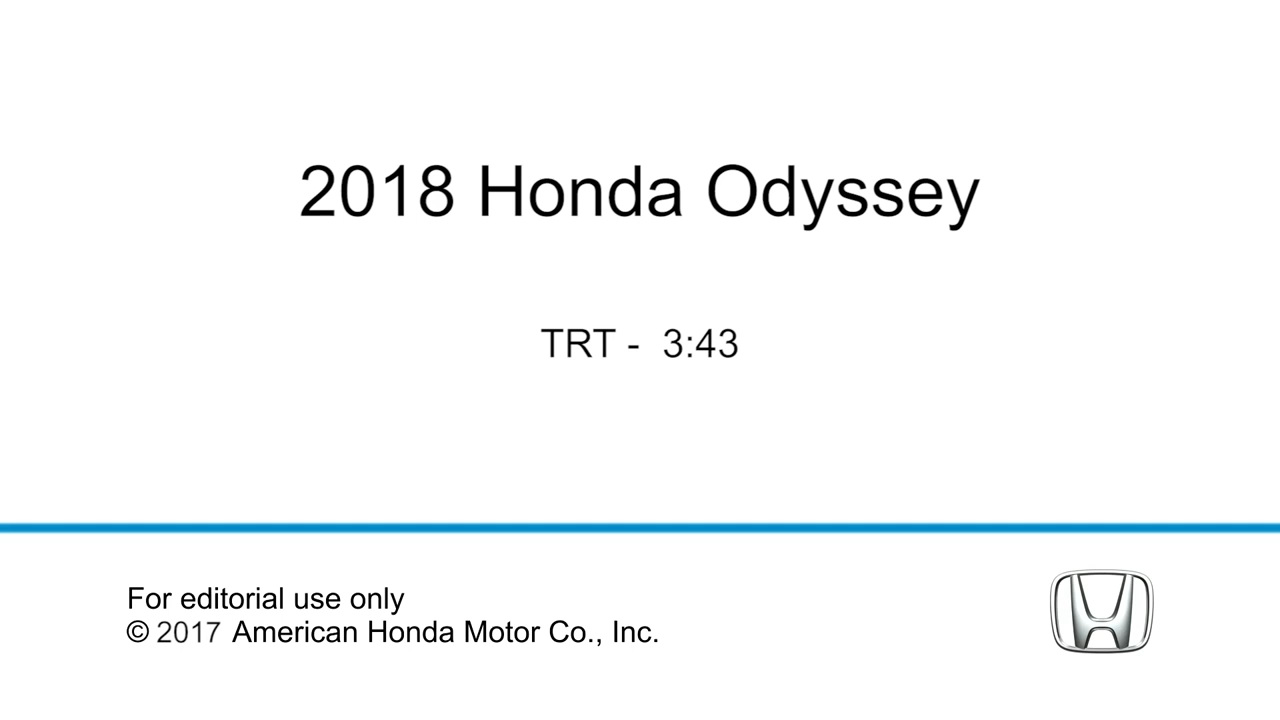 2018 Honda Odyssey
TRT - 3:43
For editorial use only
© 2017 American Honda Motor Co., Inc.